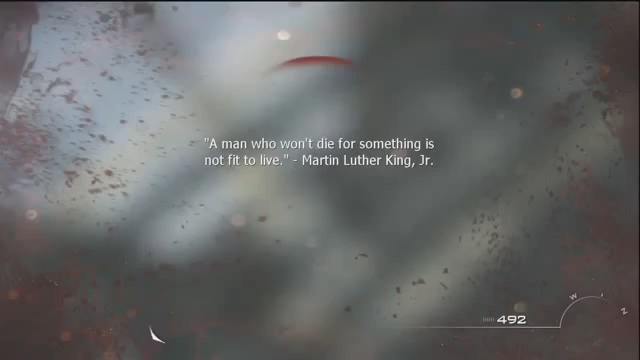 "A man who won't die for something is
not fit to live." - Martin Luther King, Jr.
492
W
N